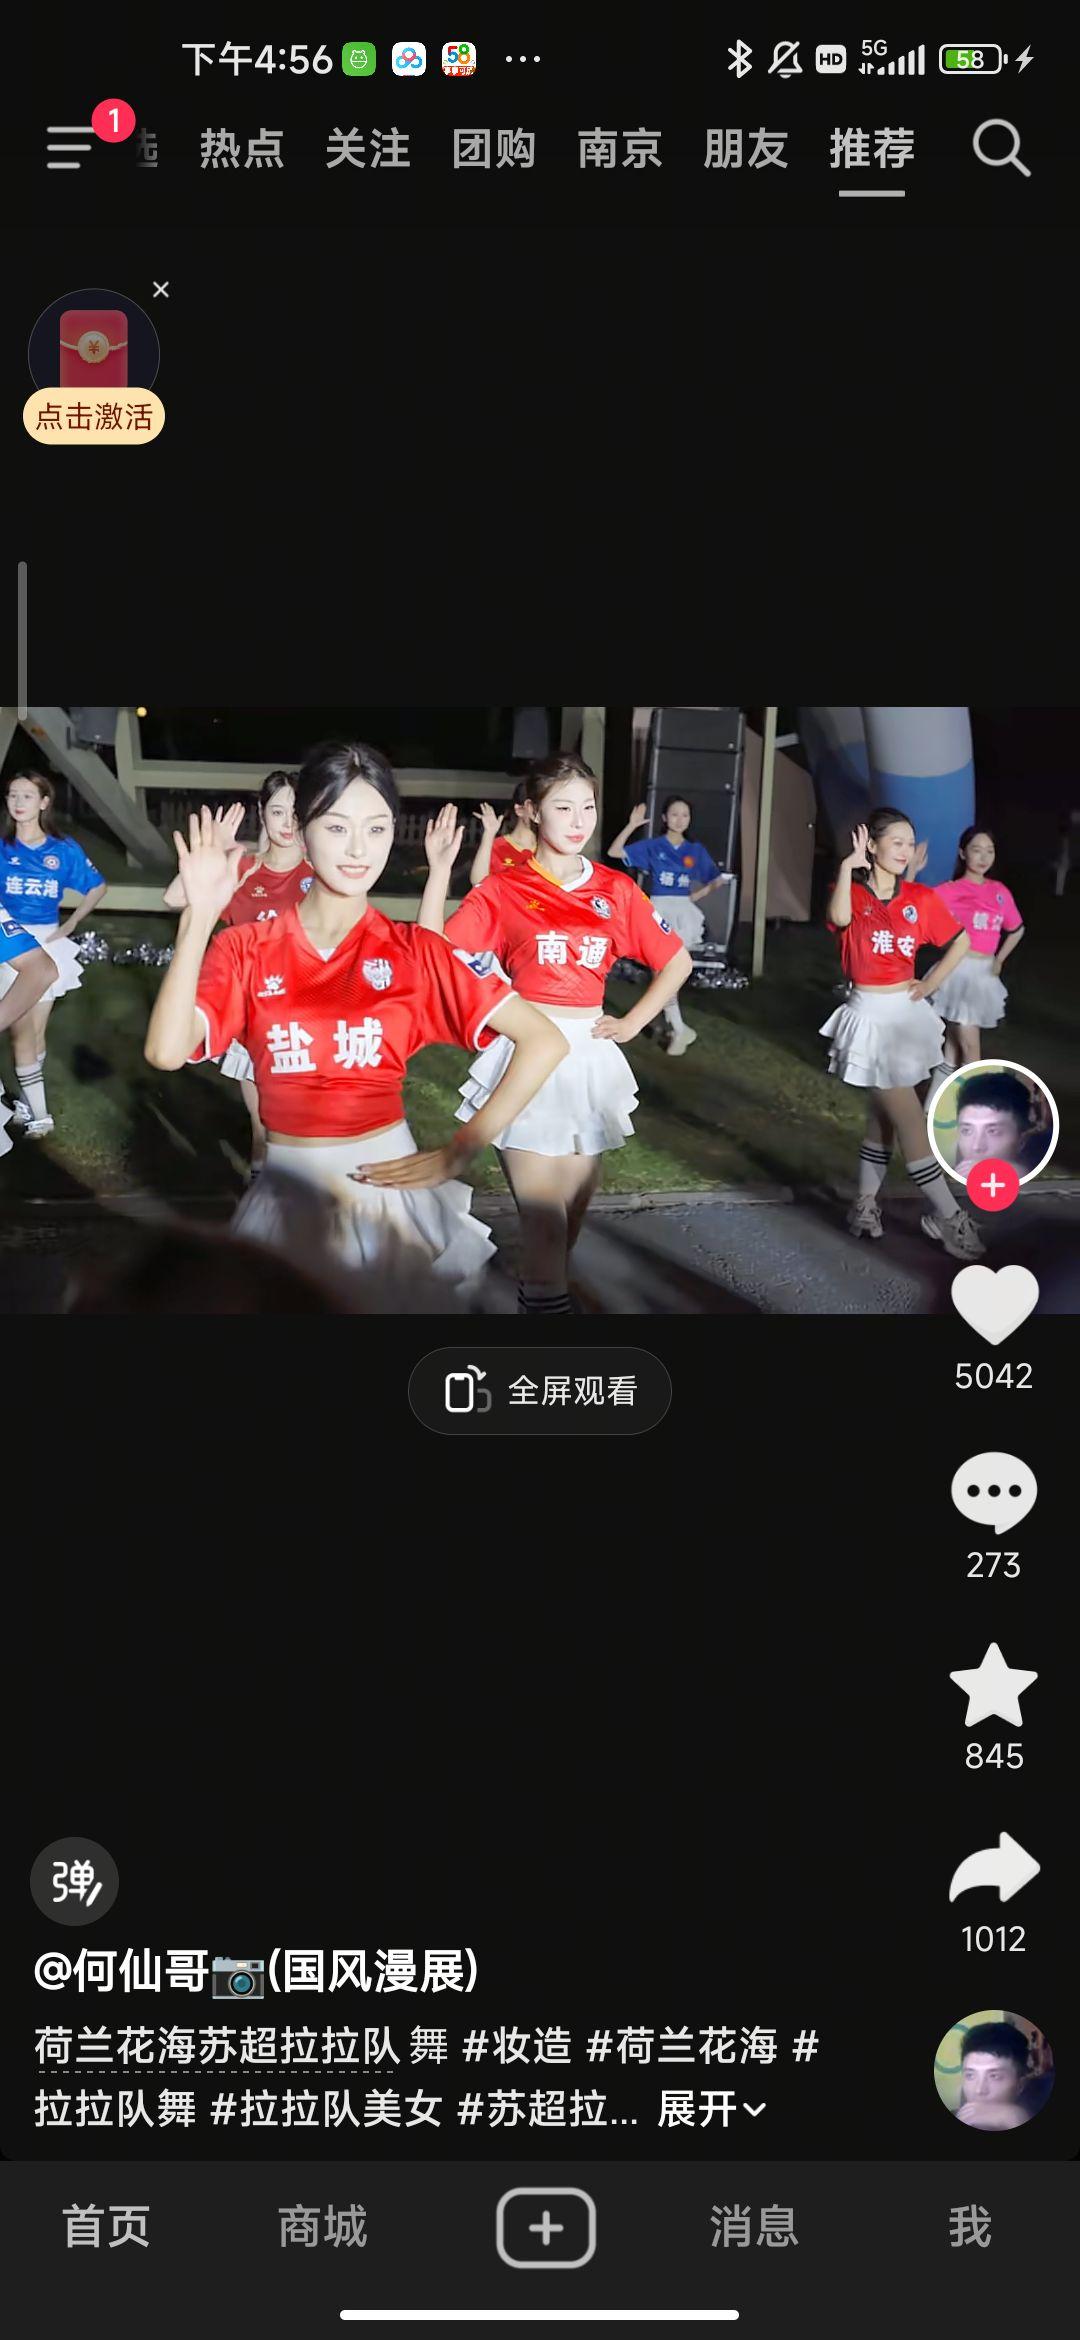 下午4:56
58
HD
5G
58
1
热点 关注 团购 南京 朋友 推荐
点击激活
连云港
盐城
南通
扬州
淮安
全屏观看
5042
273
845
1012
弹
@何仙哥(国风漫展)
荷兰花海苏超拉拉队舞 #妆造 #荷兰花海 #
拉拉队舞 #拉拉队美女 #苏超拉... 展开
首页 商城 消息 我